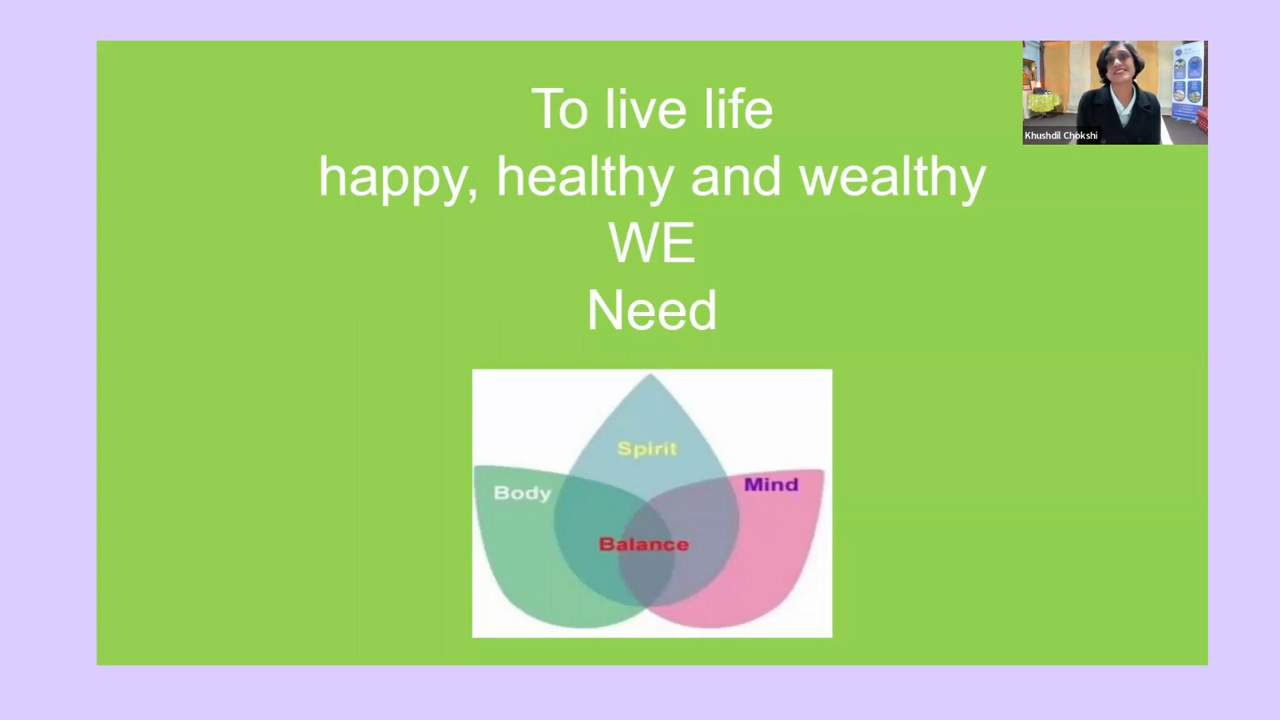 To live life
happy, healthy and wealthy
WE
Need
Spirit
Body
Mind
Balance
Khushdil Chokshi